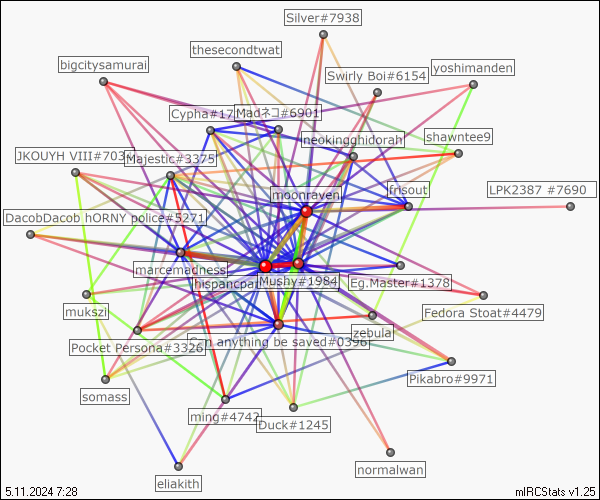 Silver#7938
thesecondtwat
bigcitysamurai
Swirly Boi#6154
yoshimanden
Cypha#17
Madネコ#6901
neokingghidorah
shawntee9
JKOUYH VIII#703
Majestic#3375
moonraven
frisout
LPK2387 #7690
DacobDacob hORNY police#5271
marcemadness
hispancpa
Mushy#1984
Eg.Master#1378
mukszi
Fedora Stoat#4479
zebula
Pocket Persona#3326
anything be saved#0396
Pikabro#9971
somass
ming#4742
Duck#1245
eliakith
normalwan
5.11.2024 7:28
mIRCStats v1.25